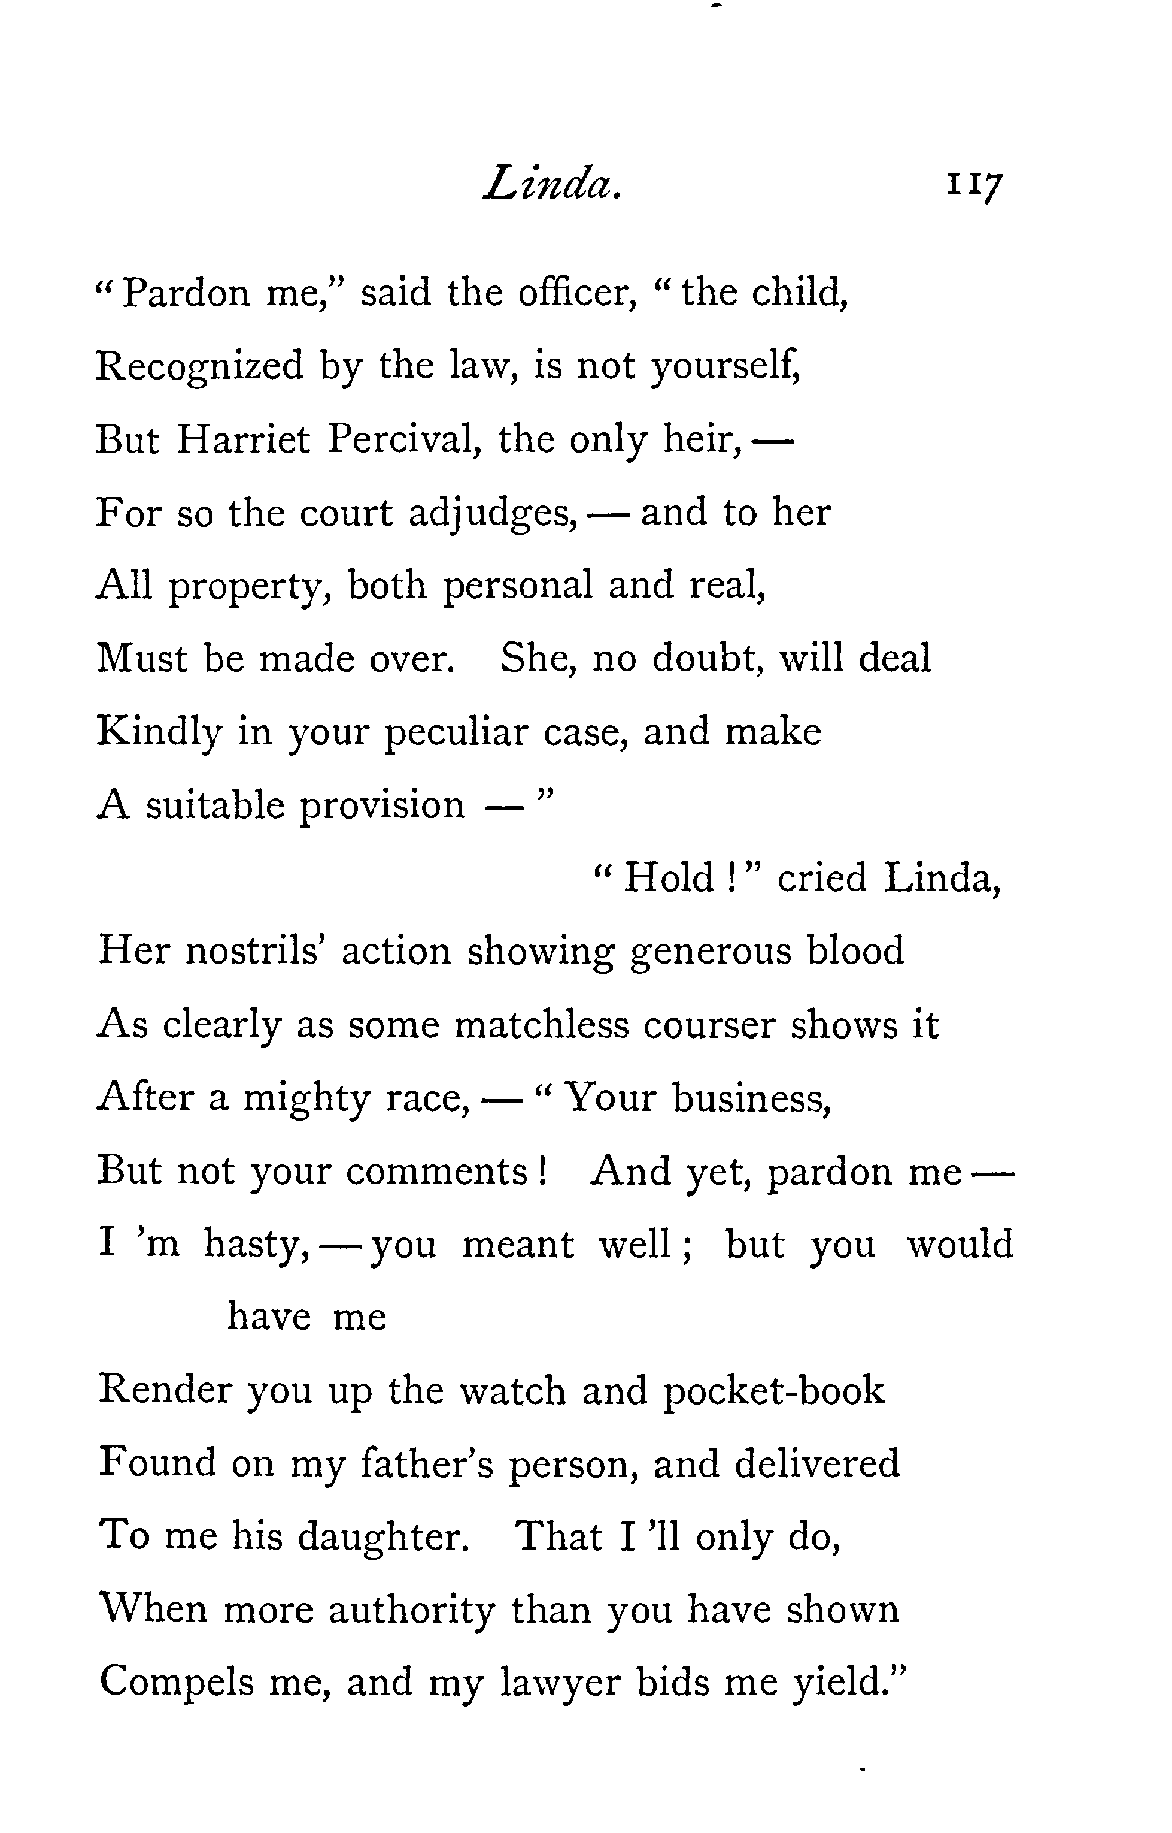 Linda. 117
“Pardon me,” said the officer, “the child,
Recognized by the law, is not yourself,
But Harriet Percival, the only heir,—
For so the court adjudges,—and to her
All property, both personal and real,
Must be made over. She, no doubt, will deal
Kindly in your peculiar case, and make
A suitable provision —”
“Hold!” cried Linda,
Her nostrils’ action showing generous blood
As clearly as some matchless courser shows it
After a mighty race,—“Your business,
But not your comments! And yet, pardon me—
I ’m hasty,—you meant well; but you would
have me
Render you up the watch and pocket-book
Found on my father’s person, and delivered
To me his daughter. That I ’ll only do,
When more authority than you have shown
Compels me, and my lawyer bids me yield.”